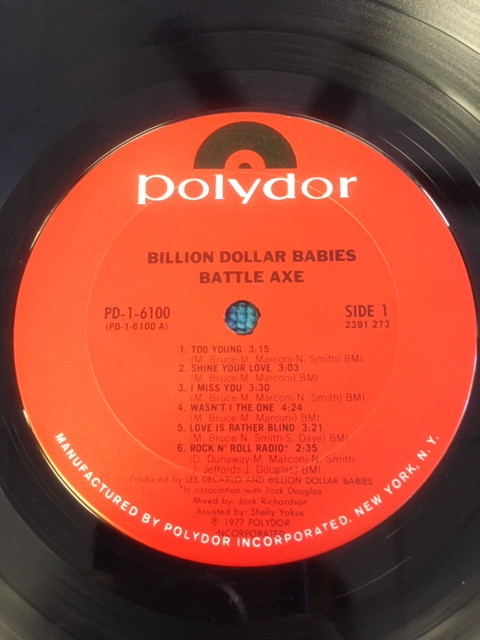 polydor
BILLION DOLLAR BABIES
BATTLE AXE
PD-1-6100
(PD-1-6100 A)
SIDE 1
2391 273
1. TOO YOUNG 3:15
(M. Bruce-M. Marconi-N. Smith) BMI
2. SHINE YOUR LOVE 3:03
(M. Bruce-M. Marconi) BMI
3. I MISS YOU 3:30
(M. Bruce-M. Marconi-N. Smith) BMI
4. WASN'T I THE ONE 4:24
(M. Bruce-M. Marconi) BMI
5. LOVE IS RATHER BLIND 3:21
(M. Bruce-N. Smith-S. Daye) BMI
6. ROCK N' ROLL RADIO* 2:35
(D. Dunaway-M. Marconi-N. Smith-
J. Jeffords-J. Douglas) BMI
Produced by LEE DECARLO AND BILLION DOLLAR BABIES
*In association with Jack Douglas
Mixed by: Jack Richardson
Assisted by: Shelly Yakus
℗ 1977 POLYDOR
INCORPORATED
MANUFACTURED BY POLYDOR INCORPORATED, NEW YORK, N.Y.